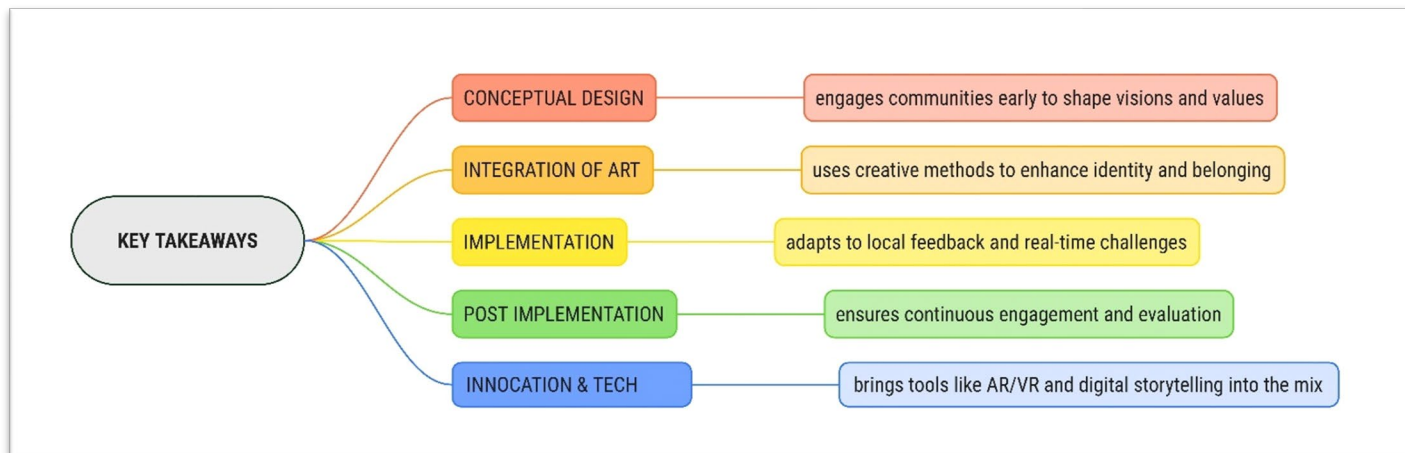 KEY TAKEAWAYS
CONCEPTUAL DESIGN
engages communities early to shape visions and values
INTEGRATION OF ART
uses creative methods to enhance identity and belonging
IMPLEMENTATION
adapts to local feedback and real-time challenges
POST IMPLEMENTATION
ensures continuous engagement and evaluation
INNOCATION & TECH
brings tools like AR/VR and digital storytelling into the mix